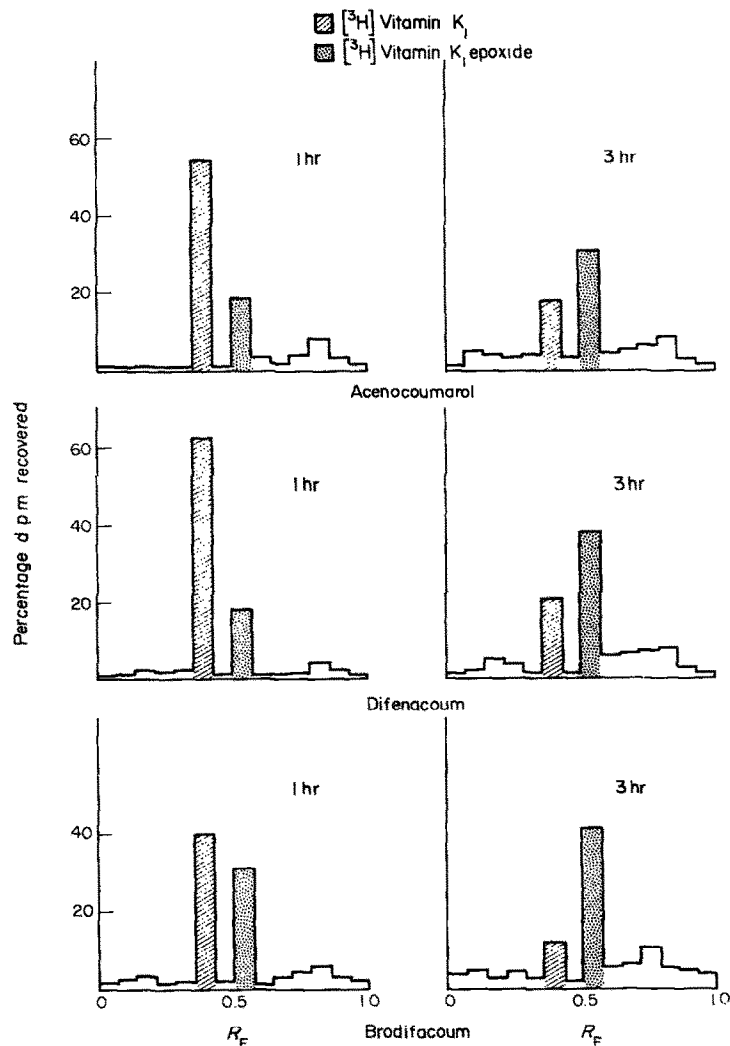 [³H] Vitamin K₁
[³H] Vitamin K₁ epoxide
60
40
20
1 hr
3 hr
Acenocoumarol
60
40
20
1 hr
3 hr
Difenacoum
40
20
1 hr
3 hr
0 0.5 1 0
0 0.5 1 0
R_F Brodifacoum R_F
Percentage d p m recovered